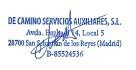 DE CAMINO SERVICIOS AUXILIARES, S.L.
Avda. 14, Local 5
28700 San Sebastián de los Reyes (Madrid)
B-85524536